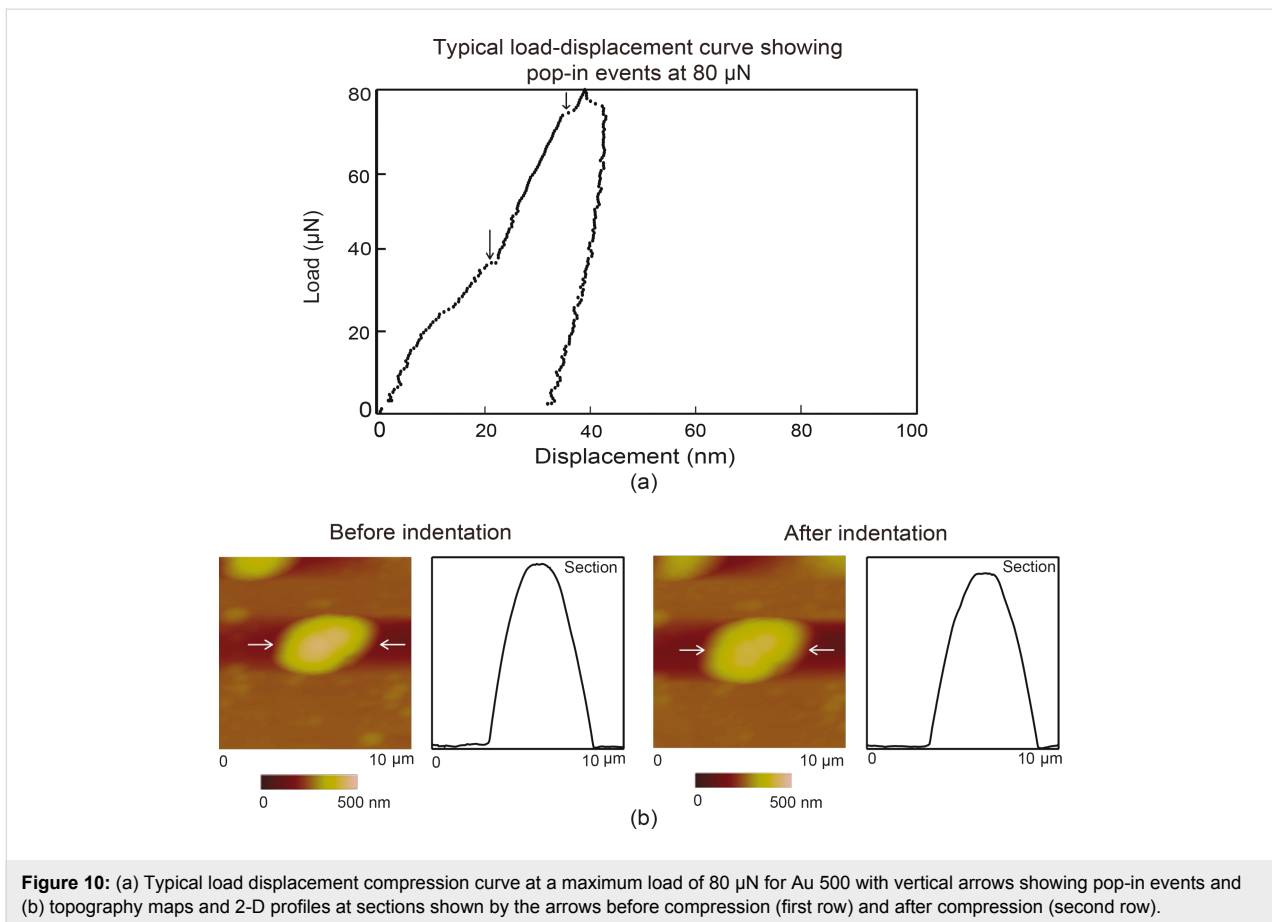 Typical load-displacement curve showing
pop-in events at 80 µN
80
60
40
20
0
Load (µN)
0 20 40 60 80 100
Displacement (nm)
(a)
Before indentation
After indentation
Section
Section
0 10 µm
0 10 µm
0 10 µm
0 10 µm
0 500 nm
0 500 nm
(b)
Figure 10: (a) Typical load displacement compression curve at a maximum load of 80 µN for Au 500 with vertical arrows showing pop-in events and
(b) topography maps and 2-D profiles at sections shown by the arrows before compression (first row) and after compression (second row).